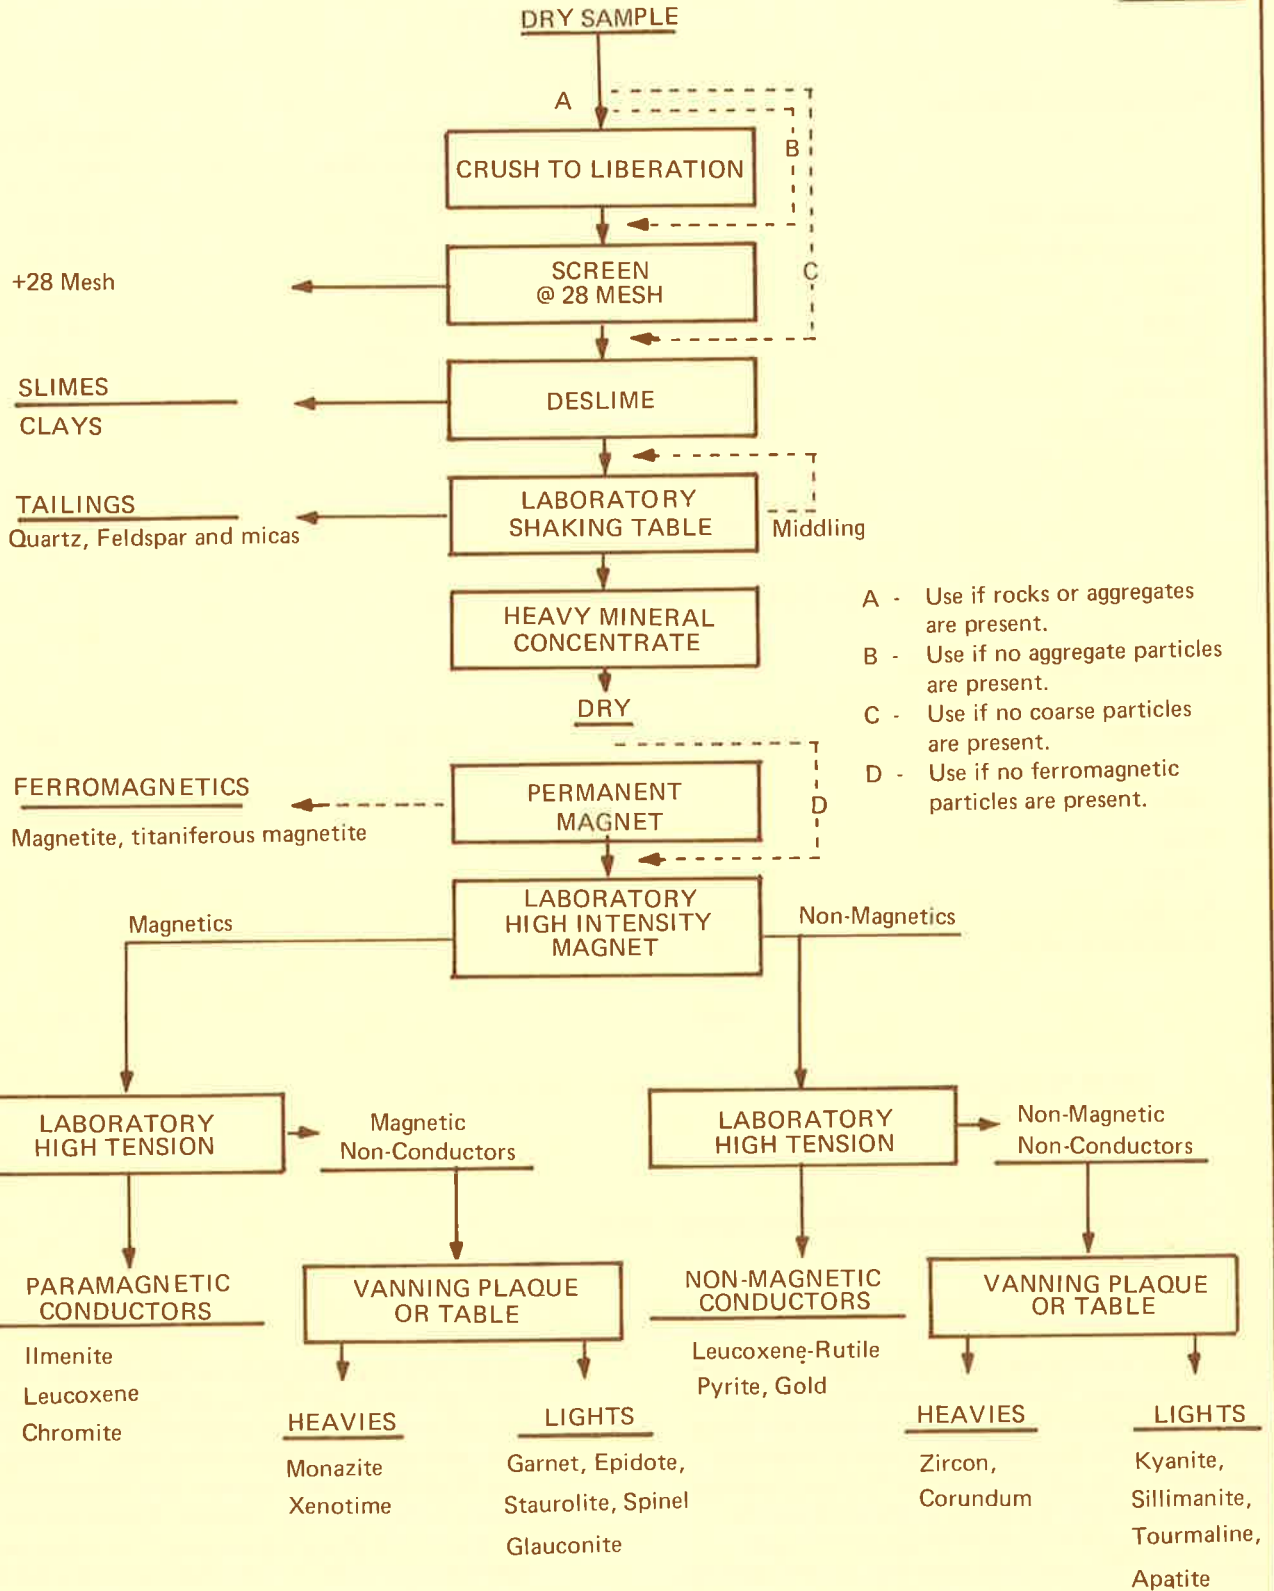 DRY SAMPLE
A
B
CRUSH TO LIBERATION
C
+28 Mesh
SCREEN
@ 28 MESH
SLIMES
CLAYS
DESLIME
TAILINGS
Quartz, Feldspar and micas
LABORATORY
SHAKING TABLE
Middling
HEAVY MINERAL
CONCENTRATE
DRY
A - Use if rocks or aggregates
are present.
B - Use if no aggregate particles
are present.
C - Use if no coarse particles
are present.
D - Use if no ferromagnetic
particles are present.
FERROMAGNETICS
Magnetite, titaniferous magnetite
PERMANENT
MAGNET
D
LABORATORY
HIGH INTENSITY
MAGNET
Magnetics
Non-Magnetics
LABORATORY
HIGH TENSION
Magnetic
Non-Conductors
LABORATORY
HIGH TENSION
Non-Magnetic
Non-Conductors
PARAMAGNETIC
CONDUCTORS
Ilmenite
Leucoxene
Chromite
VANNING PLAQUE
OR TABLE
HEAVIES
Monazite
Xenotime
LIGHTS
Garnet, Epidote,
Staurolite, Spinel
Glauconite
NON-MAGNETIC
CONDUCTORS
Leucoxene-Rutile
Pyrite, Gold
VANNING PLAQUE
OR TABLE
HEAVIES
Zircon,
Corundum
LIGHTS
Kyanite,
Sillimanite,
Tourmaline,
Apatite